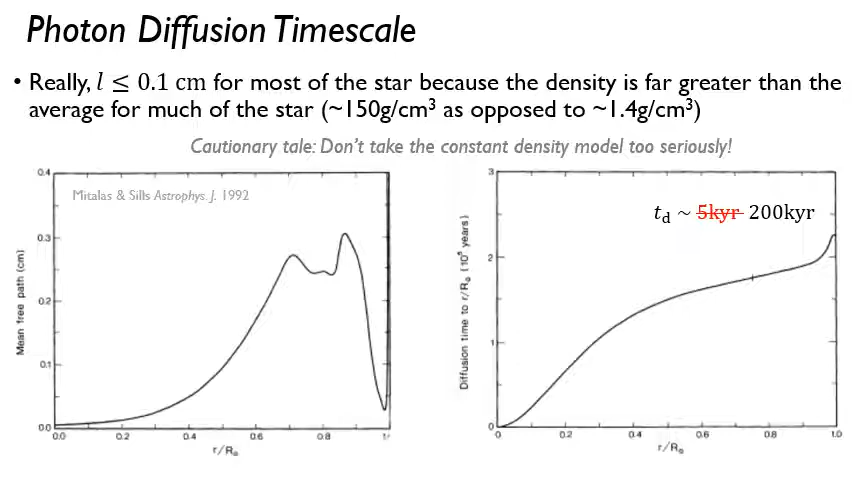 Photon Diffusion Timescale
• Really, l ≤ 0.1 cm for most of the star because the density is far greater than the
average for much of the star (~150g/cm³ as opposed to ~1.4g/cm³)
Cautionary tale: Don't take the constant density model too seriously!
Mitalas & Sills Astrophys. J. 1992
0.4
0.3
0.2
0.1
0.0
Mean free path (cm)
0.0 0.2 0.4 0.6 0.8 1.
r/R⊙
t_d ~ 5kyr 200kyr
3
2
1
0
Diffusion time to r/R⊙ (10⁵ years)
0 0.2 0.4 0.6 0.8 1.0
r/R⊙